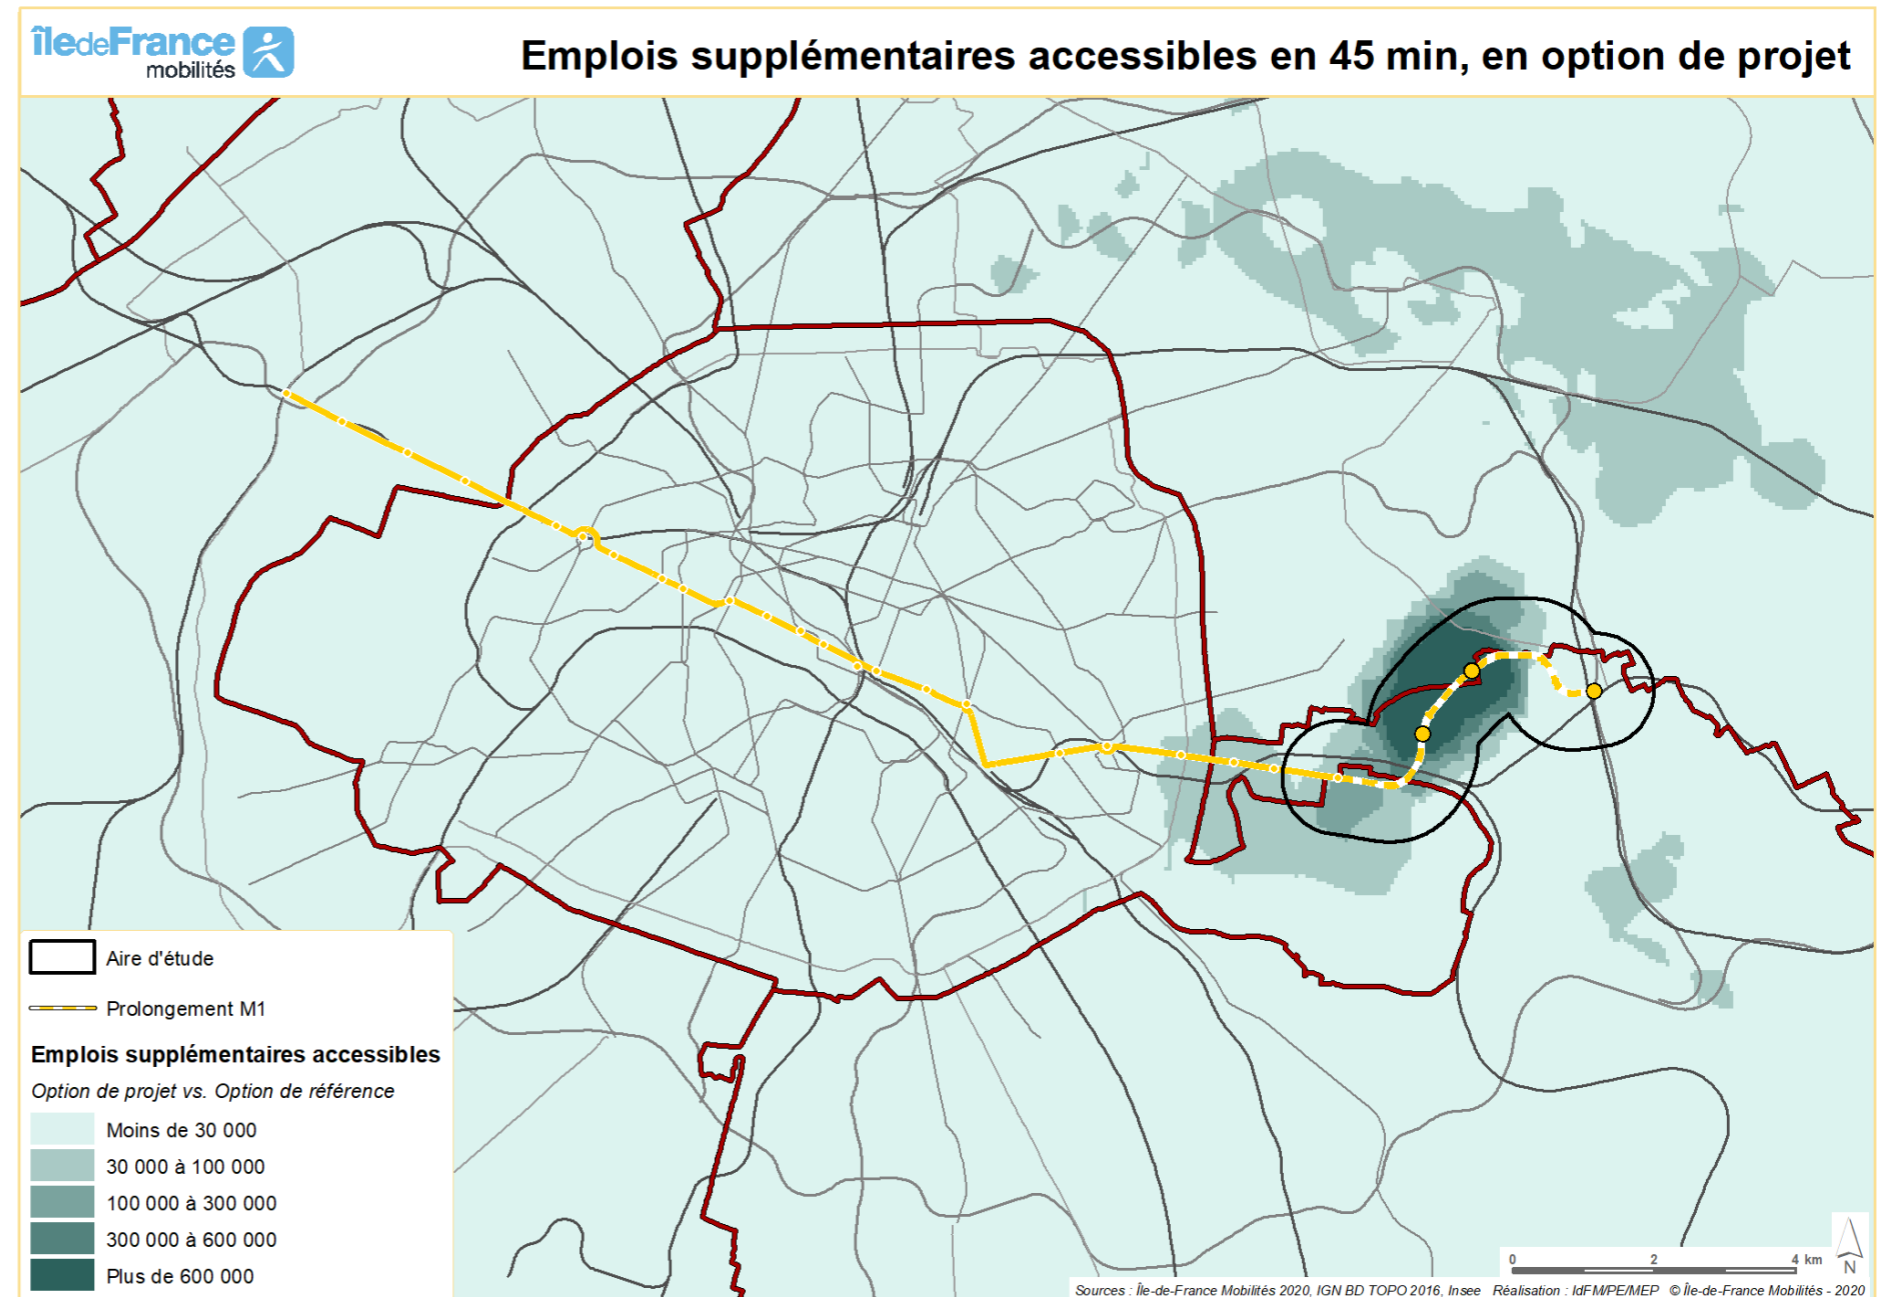 îledeFrance
mobilités
Emplois supplémentaires accessibles en 45 min, en option de projet
Aire d'étude
Prolongement M1
Emplois supplémentaires accessibles
Option de projet vs. Option de référence
Moins de 30 000
30 000 à 100 000
100 000 à 300 000
300 000 à 600 000
Plus de 600 000
0 2 4 km
N
Sources : Île-de-France Mobilités 2020, IGN BD TOPO 2016, Insee Réalisation : IdFM/PE/MEP © Île-de-France Mobilités - 2020